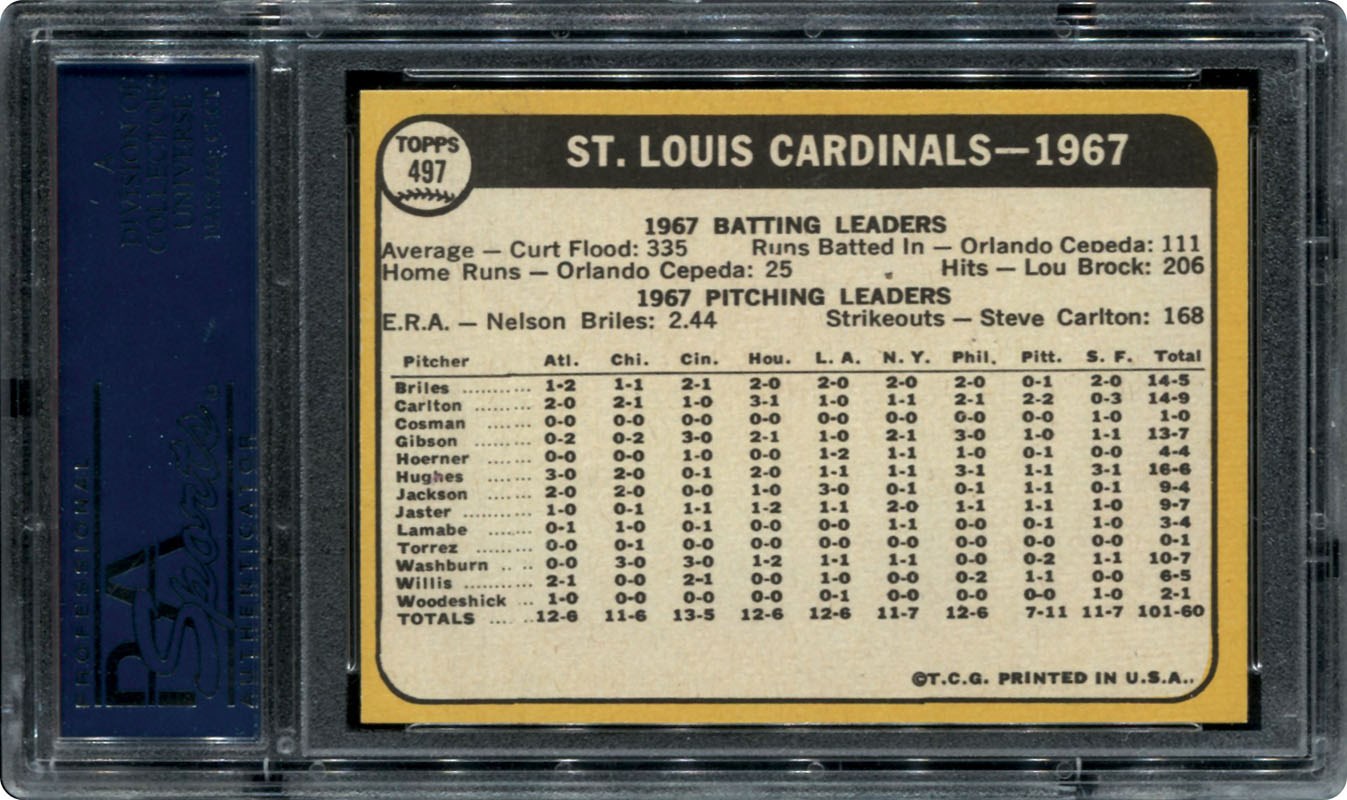 TOPPS
497
ST. LOUIS CARDINALS—1967
1967 BATTING LEADERS
Average — Curt Flood: 335 Runs Batted In — Orlando Cepeda: 111
Home Runs — Orlando Cepeda: 25 Hits — Lou Brock: 206
1967 PITCHING LEADERS
E.R.A. — Nelson Briles: 2.44 Strikeouts — Steve Carlton: 168
Pitcher Atl. Chi. Cin. Hou. L. A. N. Y. Phil. Pitt. S. F. Total
Briles .......... 1-2 1-1 2-1 2-0 2-0 2-0 2-0 0-1 2-0 14-5
Carlton ........ 2-0 2-1 1-0 3-1 1-0 1-1 2-1 2-2 0-3 14-9
Cosman ....... 0-0 0-0 0-0 0-0 0-0 0-0 0-0 0-0 1-0 1-0
Gibson ......... 0-2 0-2 3-0 2-1 1-0 2-1 3-0 1-0 1-1 13-7
Hoerner ...... 0-0 0-0 1-0 0-0 1-2 1-1 1-0 0-1 0-0 4-4
Hughes ...... 3-0 2-0 0-1 2-0 1-1 1-1 3-1 1-1 3-1 16-6
Jackson ...... 2-0 2-0 0-0 1-0 3-0 0-1 0-1 1-1 0-1 9-4
Jaster .......... 1-0 0-1 1-1 1-2 1-1 2-0 1-1 1-1 1-0 9-7
Lamabe ...... 0-1 1-0 0-1 0-0 0-0 1-1 0-0 0-1 1-0 3-4
Torrez ........ 0-0 0-1 0-0 0-0 0-0 0-0 0-0 0-0 0-0 0-1
Washburn .. .. 0-0 3-0 3-0 1-2 1-1 1-1 0-0 0-2 1-1 10-7
Willis .......... 2-1 0-0 2-1 0-0 1-0 0-0 0-2 1-1 0-0 6-5
Woodeshick ... 1-0 0-0 0-0 0-0 0-1 0-0 0-0 0-0 1-0 2-1
TOTALS .... ..12-6 11-6 13-5 12-6 12-6 11-7 12-6 7-11 11-7 101-60
©T.C.G. PRINTED IN U.S.A..
PROFESSIONAL
PSA
Sports
AUTHENTICATOR
A
DIVISION OF
COLLECTORS
UNIVERSE